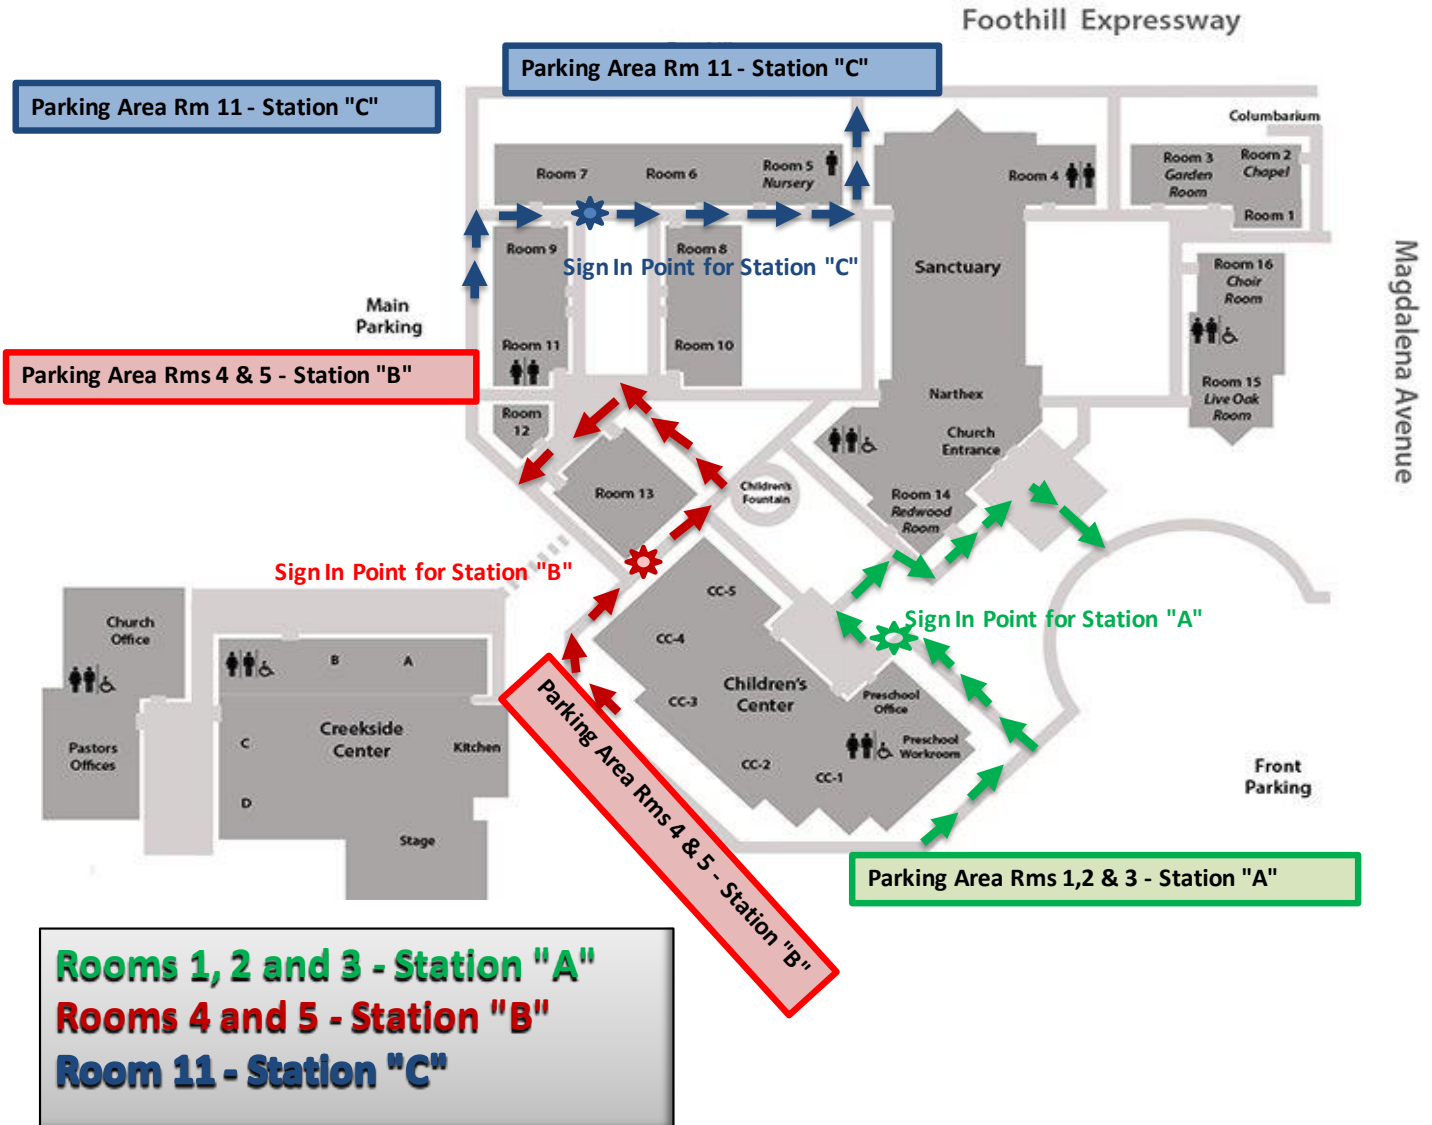 Foothill Expressway
Parking Area Rm 11 - Station "C"
Parking Area Rm 11 - Station "C"
Columbarium
Room 7
Room 6
Room 5
Nursery
Room 4
Room 3
Garden
Room
Room 2
Chapel
Room 1
Room 9
Room 8
Sign In Point for Station "C"
Sanctuary
Room 16
Choir
Room
Magdalena Avenue
Main
Parking
Room 11
Room 10
Parking Area Rms 4 & 5 - Station "B"
Room 15
Live Oak
Room
Narthex
Room
12
Church
Entrance
Room 13
Children's
Fountain
Room 14
Redwood
Room
Sign In Point for Station "B"
CC-5
Sign In Point for Station "A"
Church
Office
CC-4
B
A
Children's
Center
CC-3
Preschool
Office
Parking Area Rms 4 & 5 - Station "B"
Creekside
Center
C
Kitchen
Pastors
Offices
Preschool
Workroom
CC-2
CC-1
Front
Parking
D
Stage
Parking Area Rms 1,2 & 3 - Station "A"
Rooms 1, 2 and 3 - Station "A"
Rooms 4 and 5 - Station "B"
Room 11 - Station "C"